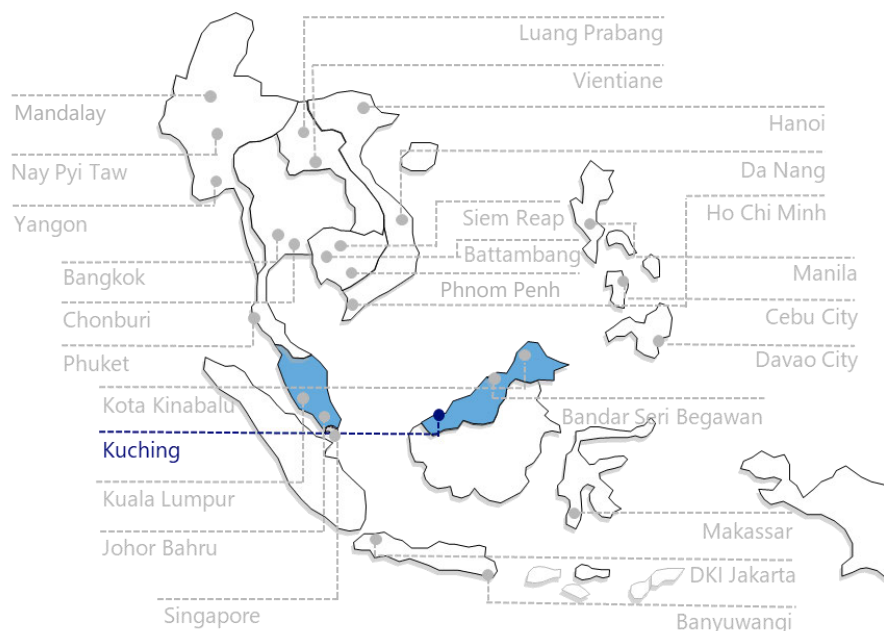 Luang Prabang
Vientiane
Mandalay
Hanoi
Nay Pyi Taw
Da Nang
Yangon
Siem Reap
Ho Chi Minh
Battambang
Bangkok
Manila
Phnom Penh
Chonburi
Cebu City
Phuket
Davao City
Kota Kinabalu
Bandar Seri Begawan
Kuching
Kuala Lumpur
Makassar
Johor Bahru
DKI Jakarta
Singapore
Banyuwangi